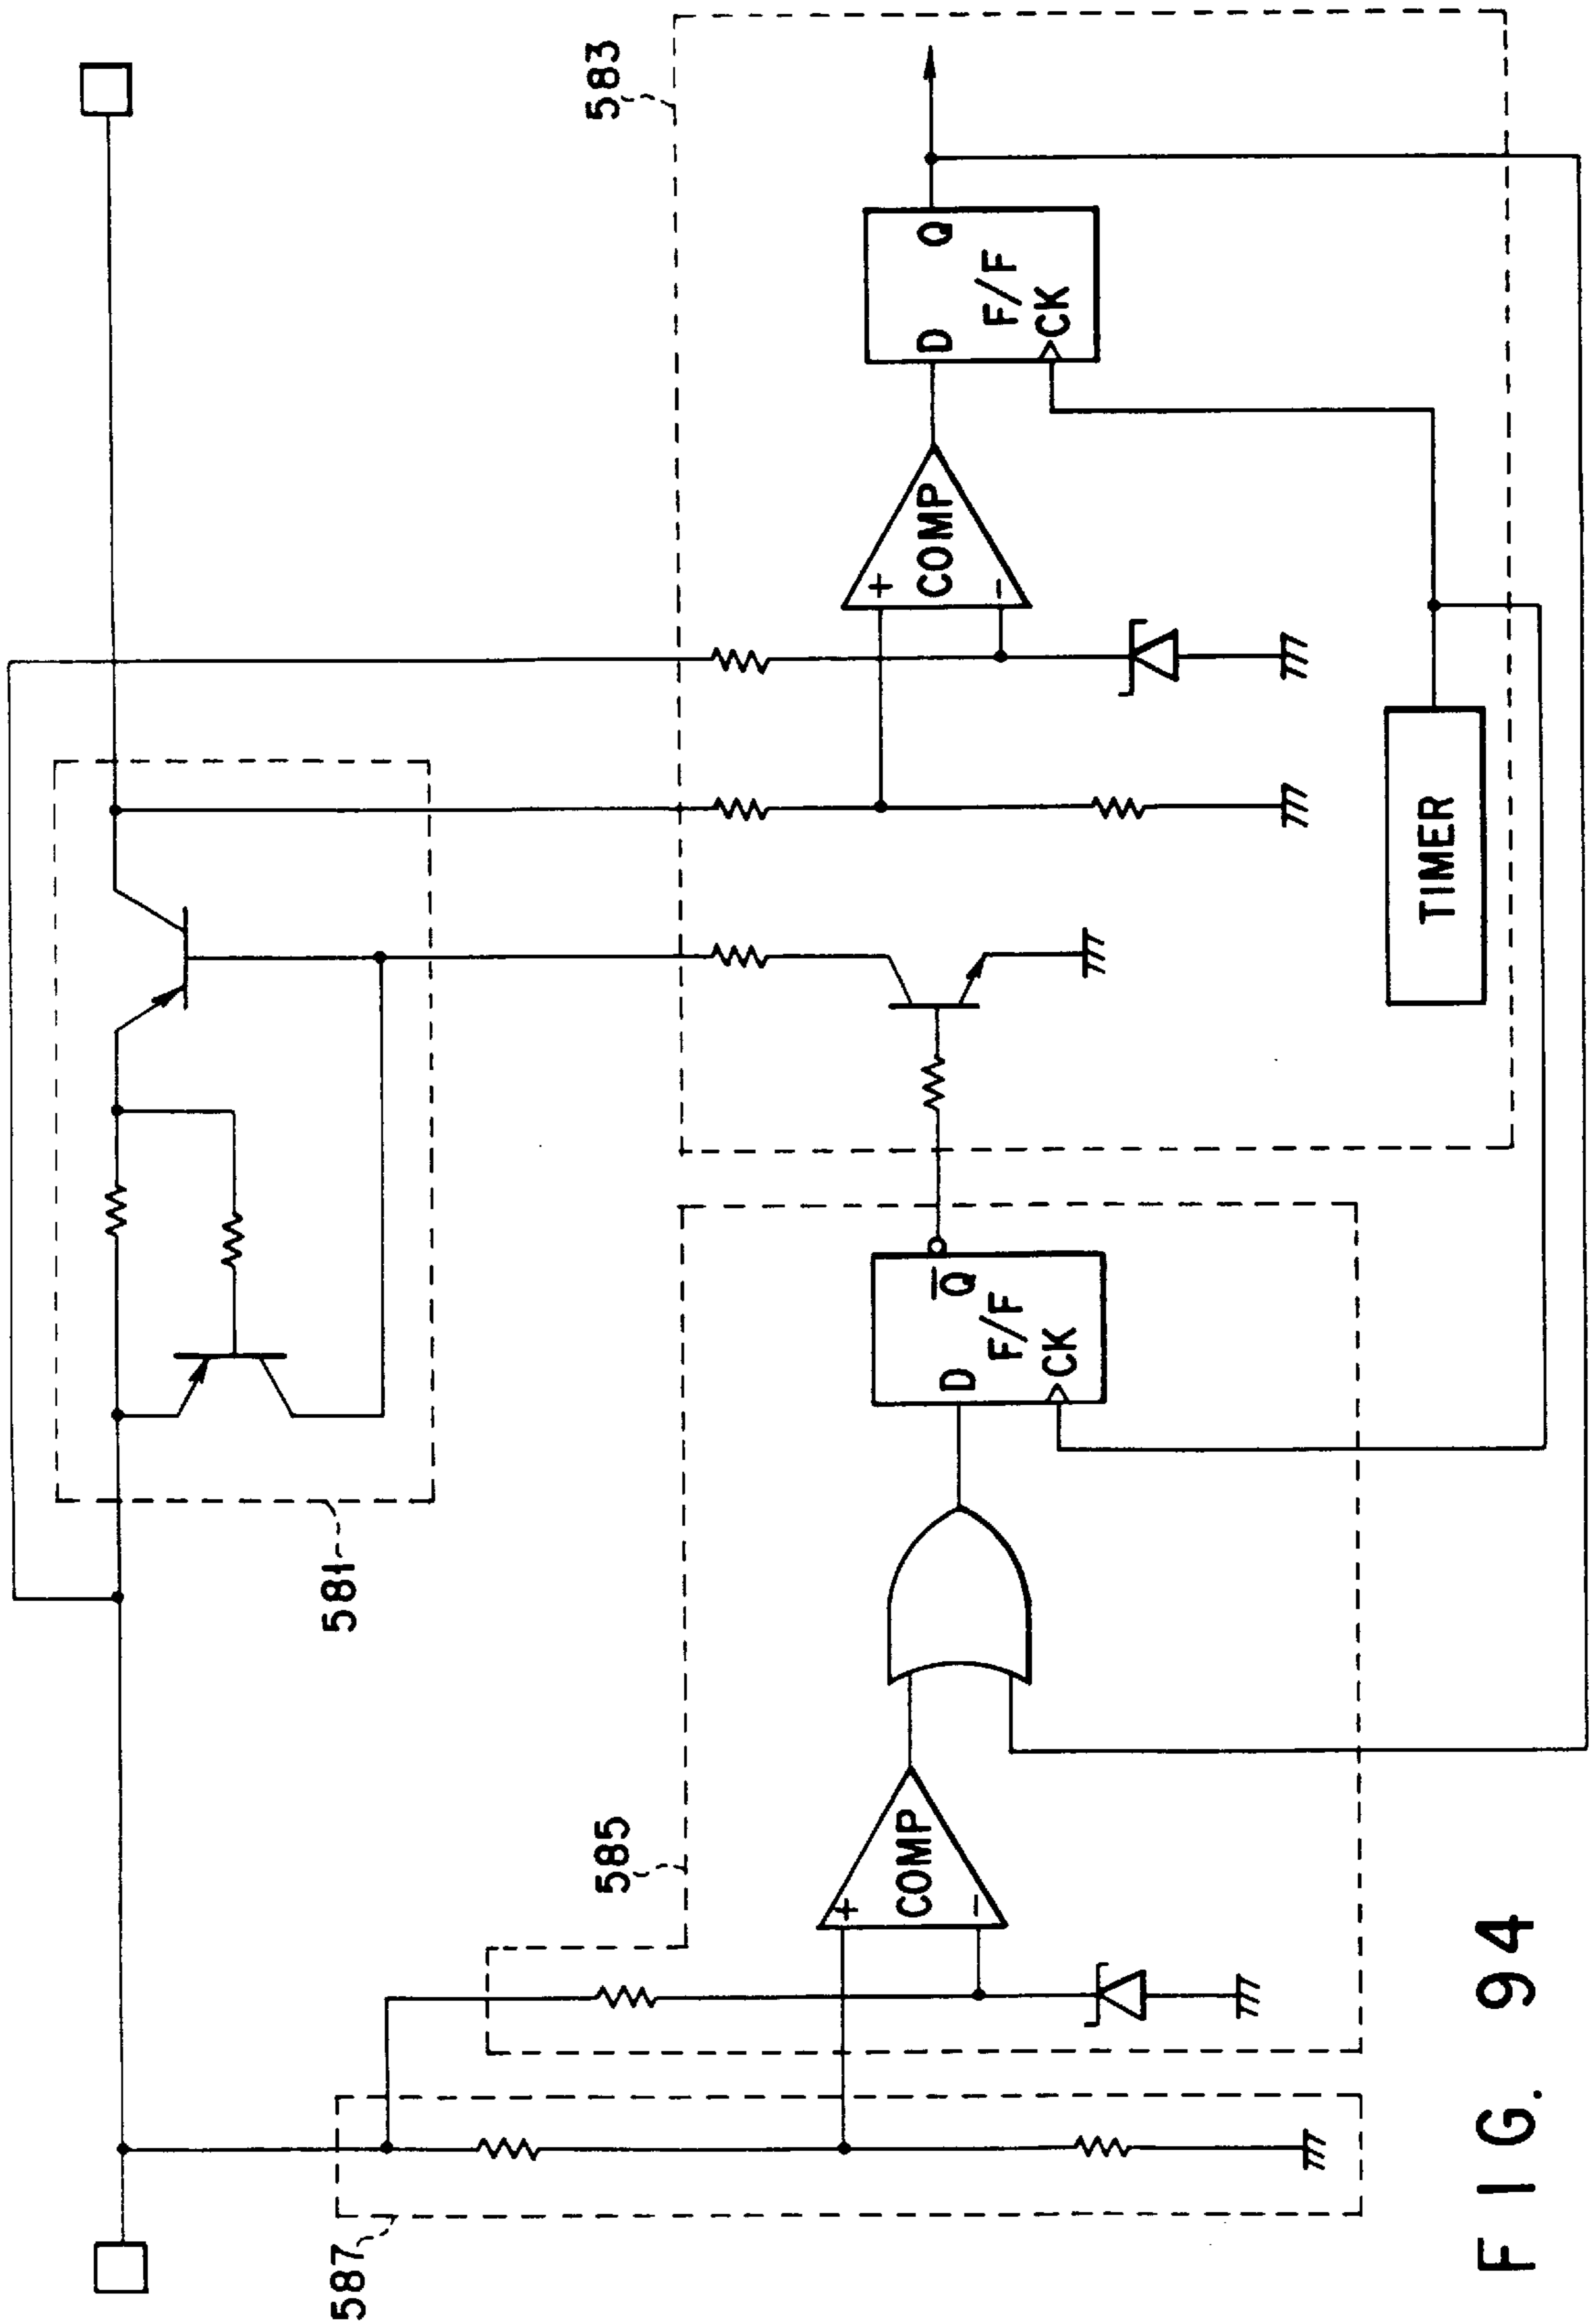 581
583
585
587
+
−
COMP
D
Q̅
F/F
CK
+
−
COMP
D
Q
F/F
CK
TIMER
FIG. 94